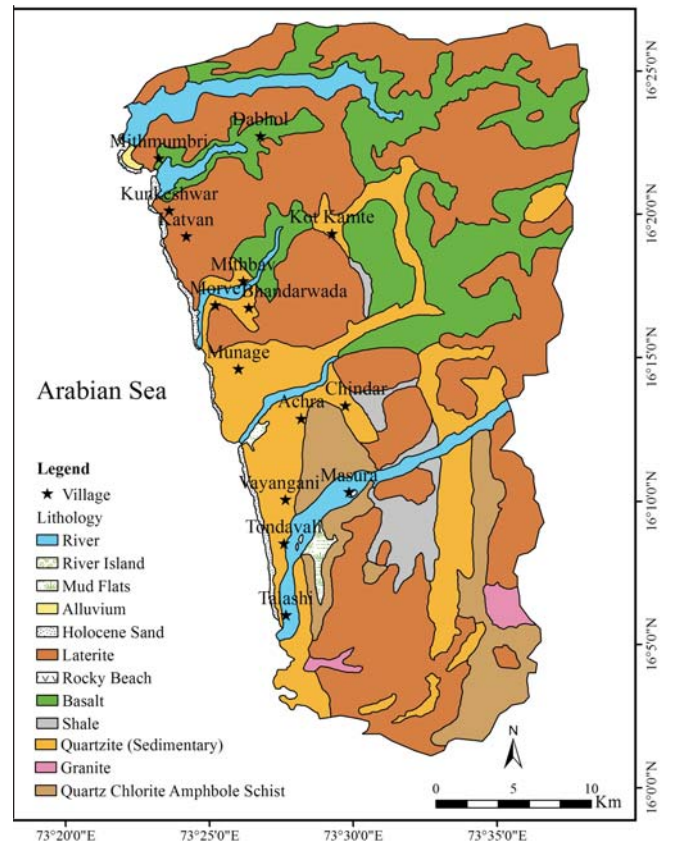 16°25'0"N
Dabhol
Mithmumbri
Kunkeshwar
16°20'0"N
Katvan
Kot Kamte
Mithbav
Morve
Bhandarwada
16°15'0"N
Munage
Arabian Sea
Chindar
Achra
Legend
Village
Masura
Vayangani
16°10'0"N
Lithology
River
Tondavali
River Island
Mud Flats
Alluvium
Talashi
Holocene Sand
16°5'0"N
Laterite
Rocky Beach
Basalt
Shale
Quartzite (Sedimentary)
N
Granite
16°0'0"N
Quartz Chlorite Amphbole Schist
0 5 10
Km
73°20'0"E 73°25'0"E 73°30'0"E 73°35'0"E